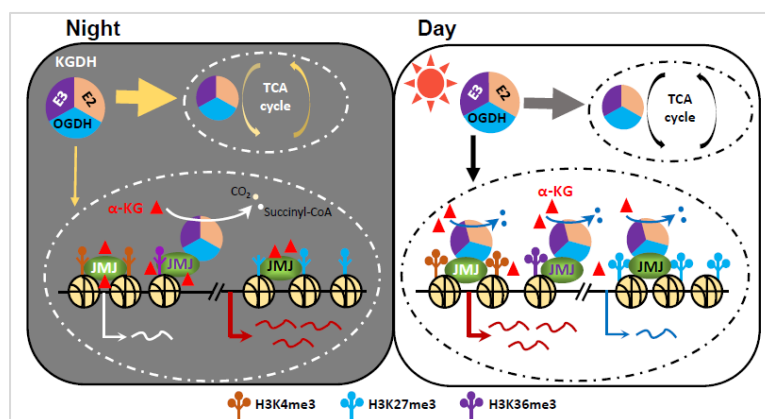 Night
Day
KGDH
E3
E2
OGDH
TCA
cycle
E3
E2
OGDH
TCA
cycle
α-KG
CO2
Succinyl-CoA
JMJ
JMJ
JMJ
α-KG
JMJ
JMJ
JMJ
H3K4me3
H3K27me3
H3K36me3